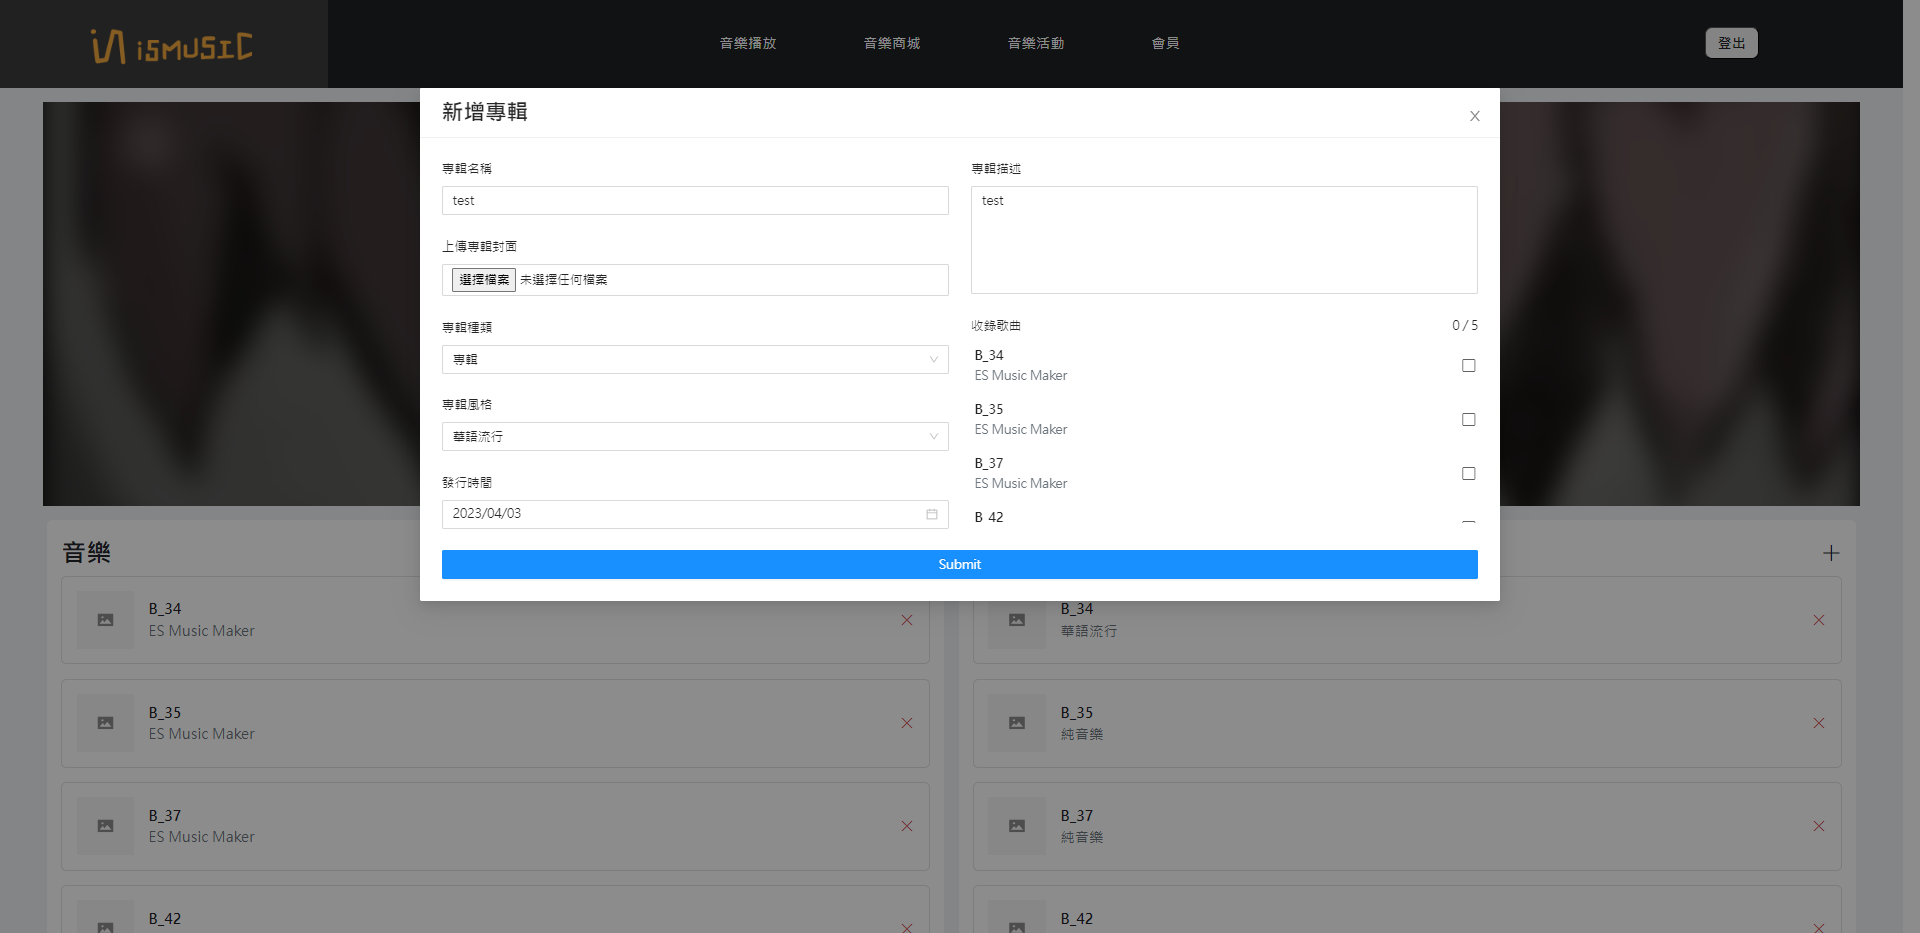 iSMUSIC
音樂播放
音樂商城
音樂活動
會員
登出
新增專輯
專輯名稱
test
上傳專輯封面
選擇檔案 未選擇任何檔案
專輯種類
專輯
專輯風格
華語流行
發行時間
2023/04/03
專輯描述
test
收錄歌曲 0 / 5
B_34
ES Music Maker
B_35
ES Music Maker
B_37
ES Music Maker
B_42
Submit
音樂
B_34
ES Music Maker
B_35
ES Music Maker
B_37
ES Music Maker
B_42
B_34
華語流行
B_35
純音樂
B_37
純音樂
B_42